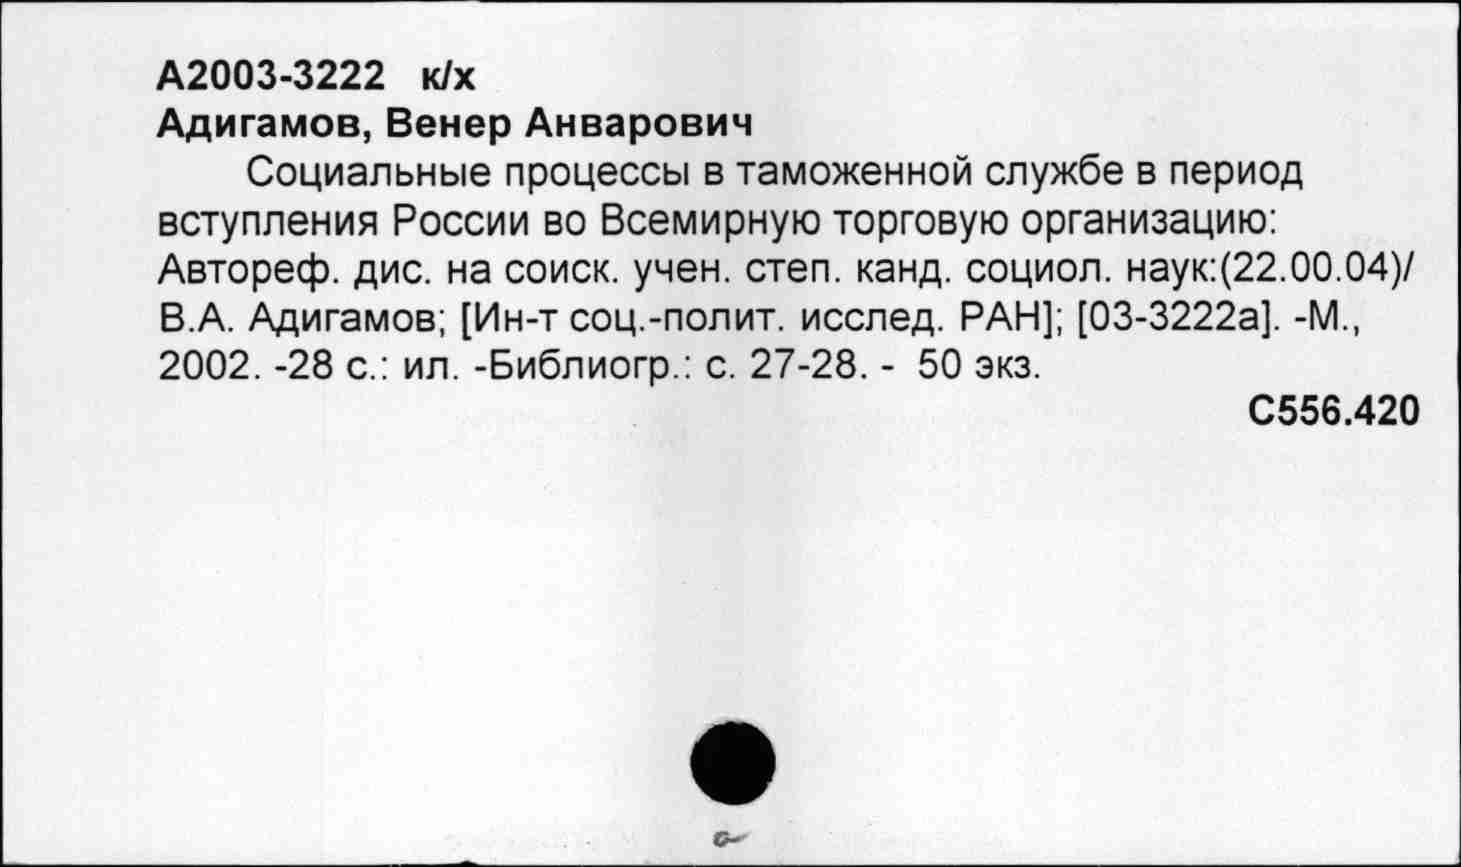 А2003-3222 к/х
Адигамов, Венер Анварович
Социальные процессы в таможенной службе в период
вступления России во Всемирную торговую организацию:
Автореф. дис. на соиск. учен. степ. канд. социол. наук:(22.00.04)/
В.А. Адигамов; [Ин-т соц.-полит. исслед. РАН]; [03-3222а]. -М.,
2002. -28 с.: ил. -Библиогр.: с. 27-28. - 50 экз.
С556.420